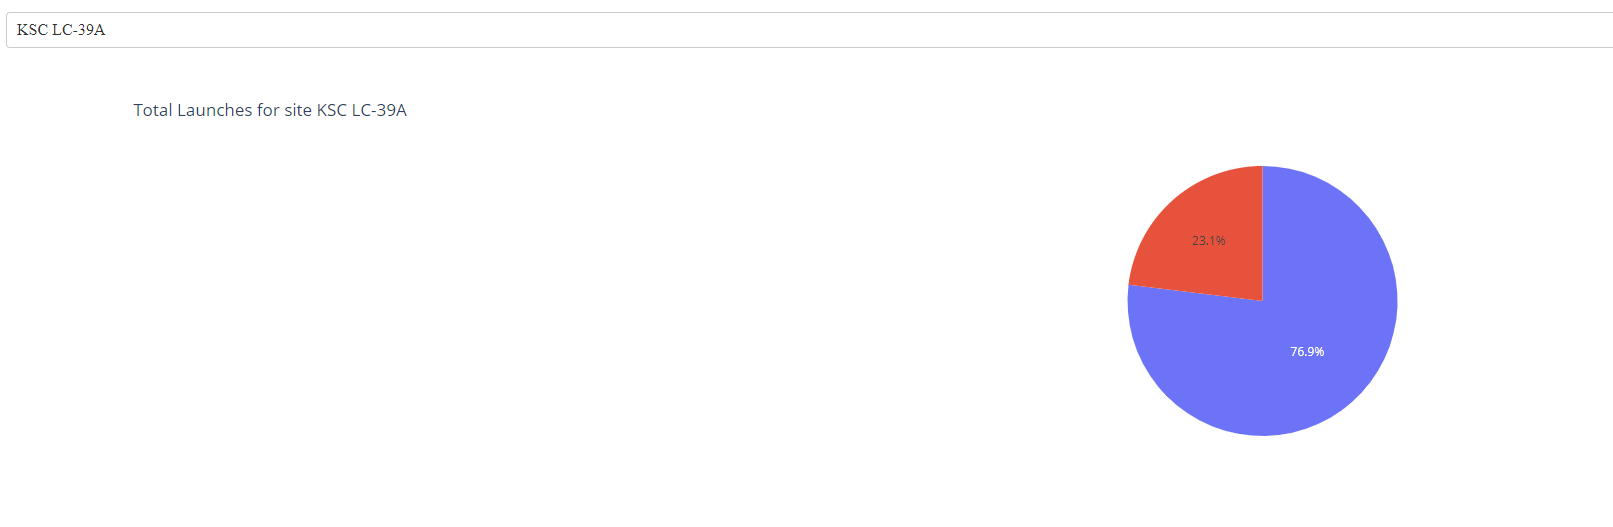 KSC LC-39A
Total Launches for site KSC LC-39A
23.1%
76.9%